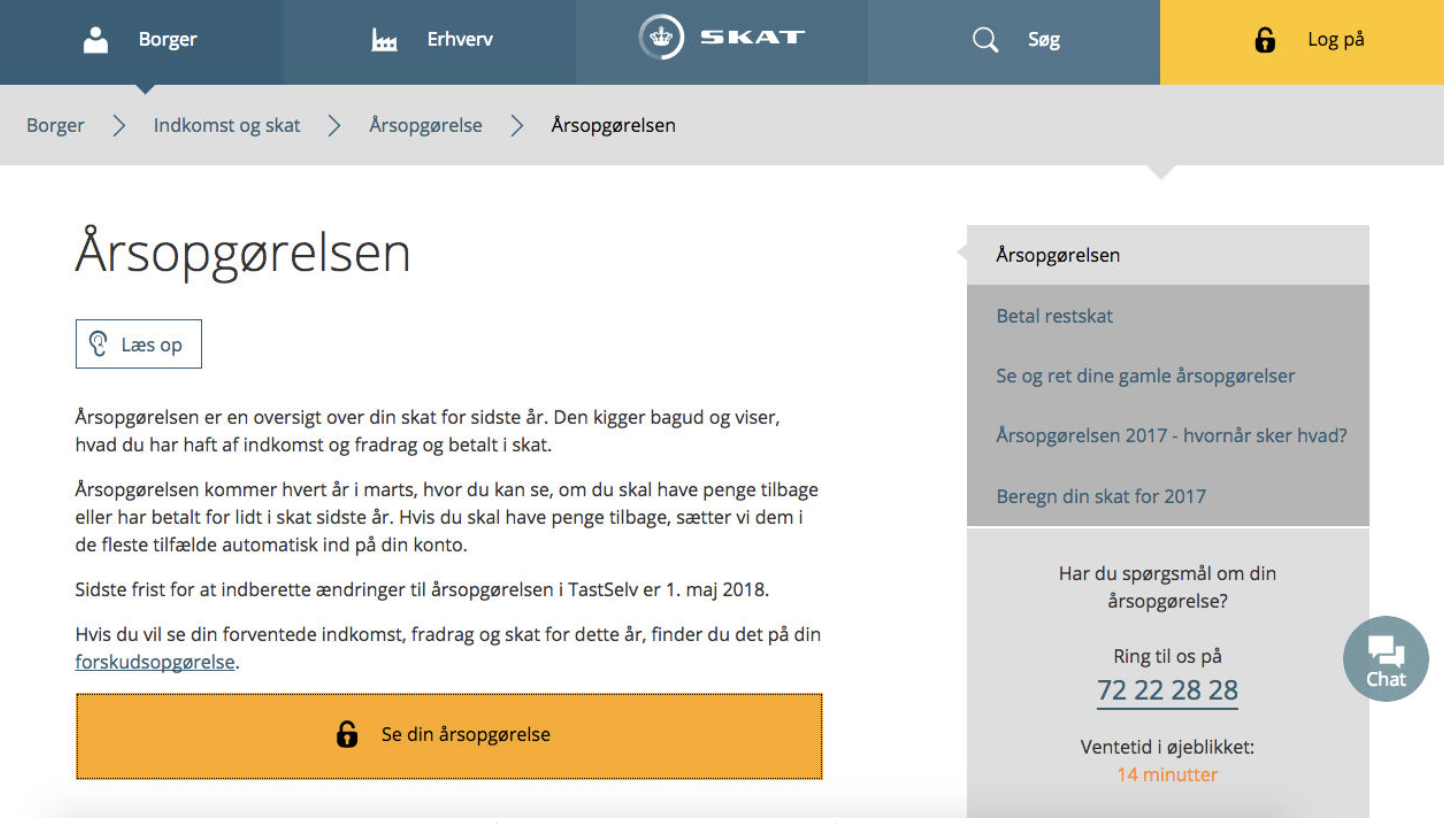 Borger
Erhverv
SKAT
Søg
Log på
Borger
Indkomst og skat
Årsopgørelse
Årsopgørelsen
Årsopgørelsen
Læs op
Årsopgørelsen er en oversigt over din skat for sidste år. Den kigger bagud og viser,
hvad du har haft af indkomst og fradrag og betalt i skat.
Årsopgørelsen kommer hvert år i marts, hvor du kan se, om du skal have penge tilbage
eller har betalt for lidt i skat sidste år. Hvis du skal have penge tilbage, sætter vi dem i
de fleste tilfælde automatisk ind på din konto.
Sidste frist for at indberette ændringer til årsopgørelsen i TastSelv er 1. maj 2018.
Hvis du vil se din forventede indkomst, fradrag og skat for dette år, finder du det på din
forskudsopgørelse.
Se din årsopgørelse
Årsopgørelsen
Betal restskat
Se og ret dine gamle årsopgørelser
Årsopgørelsen 2017 - hvornår sker hvad?
Beregn din skat for 2017
Har du spørgsmål om din
årsopgørelse?
Ring til os på
72 22 28 28
Ventetid i øjeblikket:
14 minutter
Chat